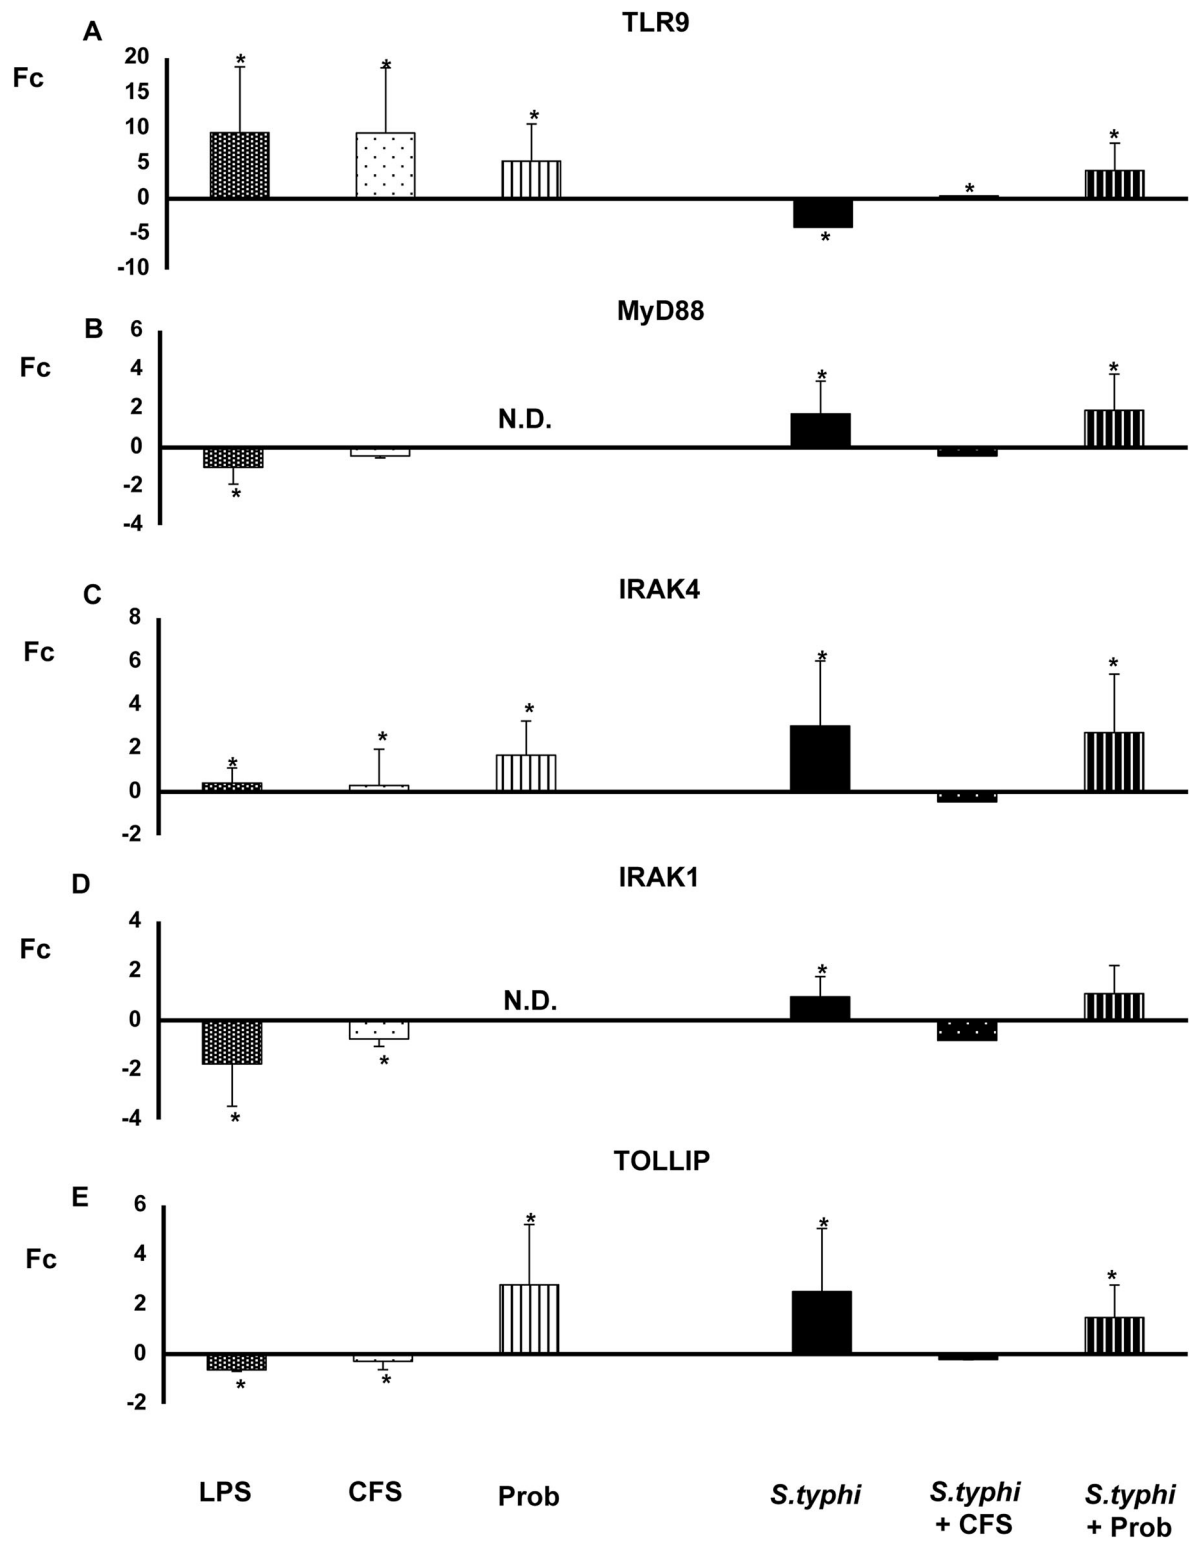 A
TLR9
Fc
20
15
10
5
0
-5
-10
* * * * * *
B
MyD88
Fc
6
4
2
0
-2
-4
N.D.
* * *
C
IRAK4
Fc
8
6
4
2
0
-2
* * * * *
D
IRAK1
Fc
4
2
0
-2
-4
N.D.
* * *
E
TOLLIP
Fc
6
4
2
0
-2
* * * * *
LPS
CFS
Prob
S.typhi
S.typhi
+ CFS
S.typhi
+ Prob